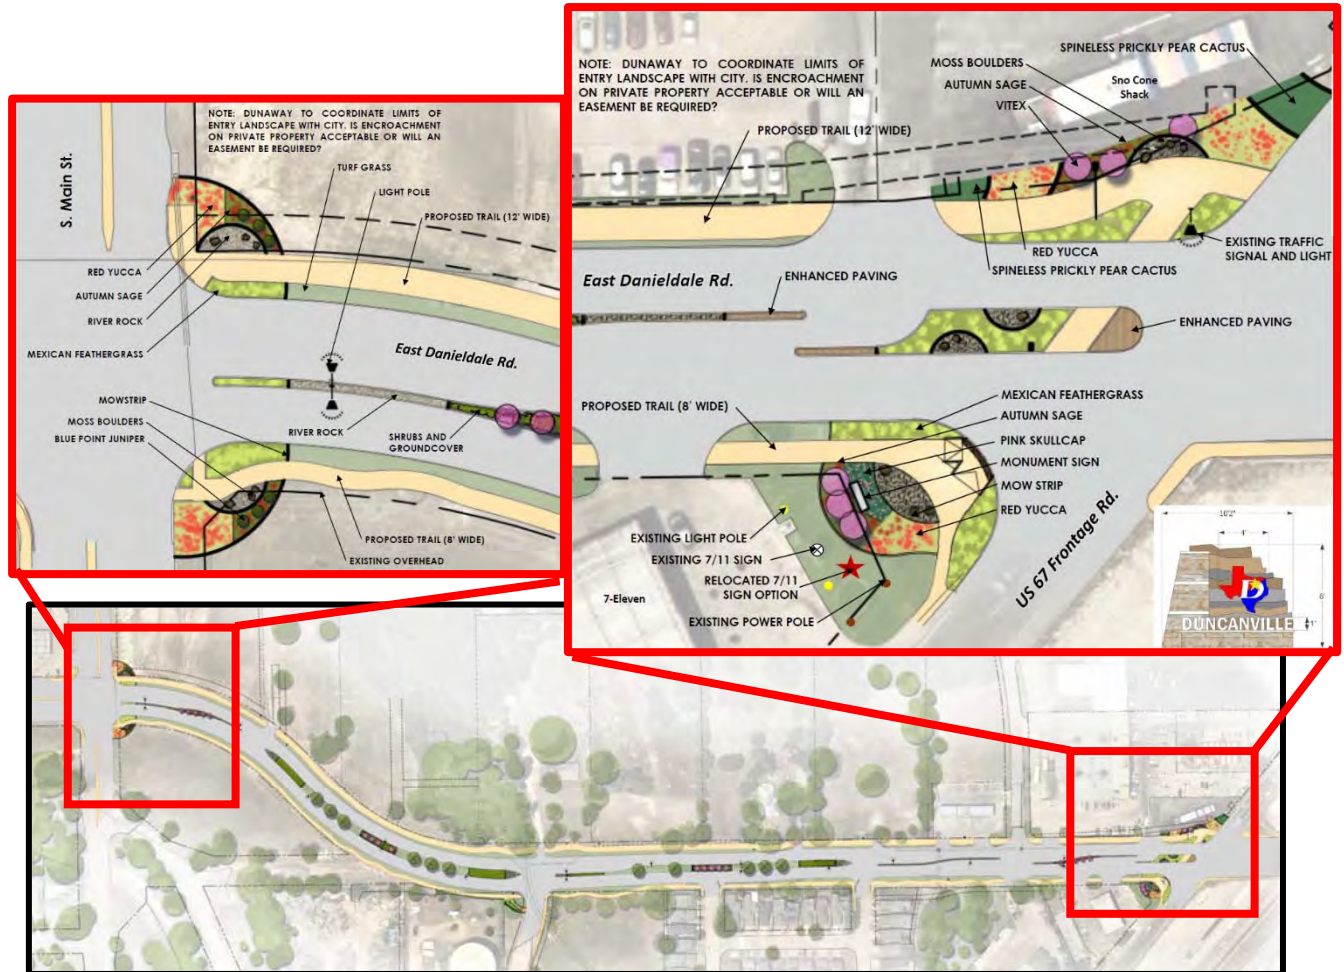 NOTE: DUNAWAY TO COORDINATE LIMITS OF
ENTRY LANDSCAPE WITH CITY. IS ENCROACHMENT
ON PRIVATE PROPERTY ACCEPTABLE OR WILL AN
EASEMENT BE REQUIRED?
S. Main St.
TURF GRASS
LIGHT POLE
PROPOSED TRAIL (12' WIDE)
RED YUCCA
AUTUMN SAGE
RIVER ROCK
MEXICAN FEATHERGRASS
East Danieldale Rd.
MOWSTRIP
MOSS BOULDERS
BLUE POINT JUNIPER
RIVER ROCK
SHRUBS AND
GROUNDCOVER
PROPOSED TRAIL (8' WIDE)
EXISTING OVERHEAD
NOTE: DUNAWAY TO COORDINATE LIMITS OF
ENTRY LANDSCAPE WITH CITY. IS ENCROACHMENT
ON PRIVATE PROPERTY ACCEPTABLE OR WILL AN
EASEMENT BE REQUIRED?
SPINELESS PRICKLY PEAR CACTUS
MOSS BOULDERS
AUTUMN SAGE
VITEX
Sno Cone
Shack
PROPOSED TRAIL (12' WIDE)
RED YUCCA
SPINELESS PRICKLY PEAR CACTUS
EXISTING TRAFFIC
SIGNAL AND LIGHT
East Danieldale Rd.
ENHANCED PAVING
ENHANCED PAVING
PROPOSED TRAIL (8' WIDE)
MEXICAN FEATHERGRASS
AUTUMN SAGE
PINK SKULLCAP
MONUMENT SIGN
MOW STRIP
RED YUCCA
EXISTING LIGHT POLE
EXISTING 7/11 SIGN
RELOCATED 7/11
SIGN OPTION
EXISTING POWER POLE
7-Eleven
US 67 Frontage Rd.
10'2"
4'
8'
1'
D
DUNCANVILLE